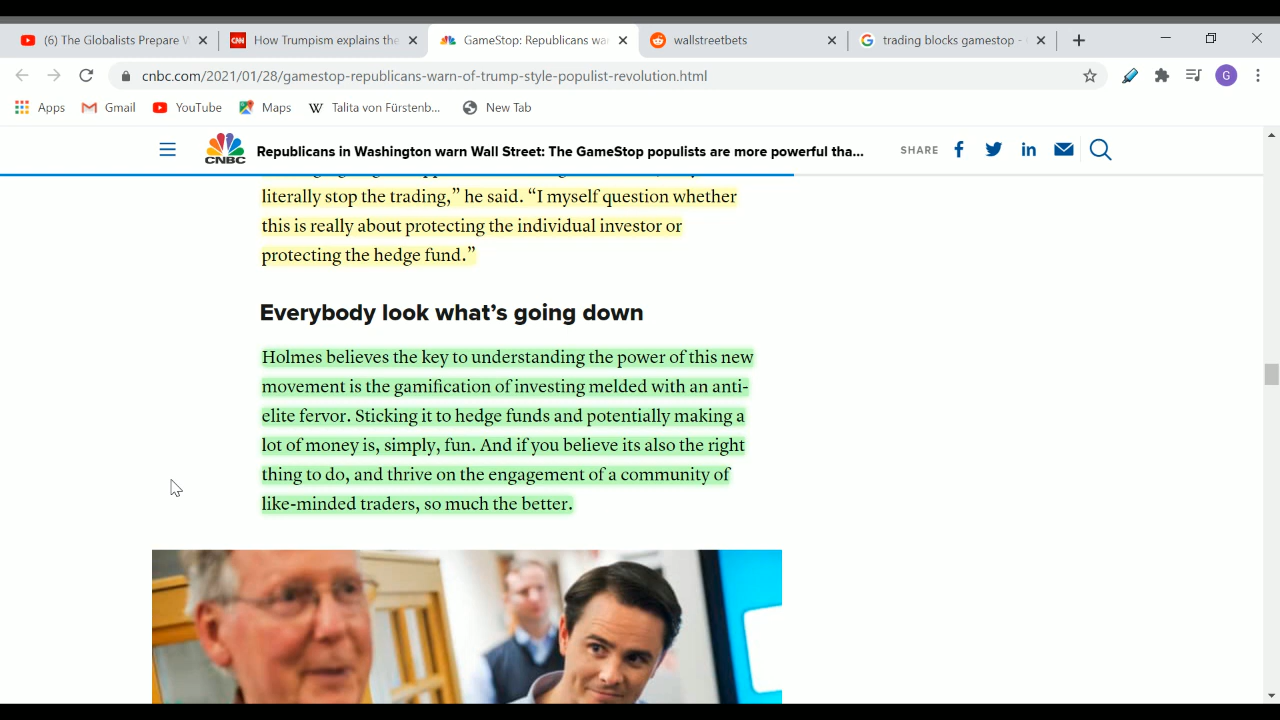 (6) The Globalists Prepare
How Trumpism explains the
GameStop: Republicans wa
wallstreetbets
trading blocks gamestop -
cnbc.com/2021/01/28/gamestop-republicans-warn-of-trump-style-populist-revolution.html
G
Apps
Gmail
YouTube
Maps
Talita von Fürstenb...
New Tab
CNBC
Republicans in Washington warn Wall Street: The GameStop populists are more powerful tha...
SHARE
literally stop the trading,” he said. “I myself question whether
this is really about protecting the individual investor or
protecting the hedge fund.”
Everybody look what’s going down
Holmes believes the key to understanding the power of this new
movement is the gamification of investing melded with an anti-
elite fervor. Sticking it to hedge funds and potentially making a
lot of money is, simply, fun. And if you believe its also the right
thing to do, and thrive on the engagement of a community of
like-minded traders, so much the better.